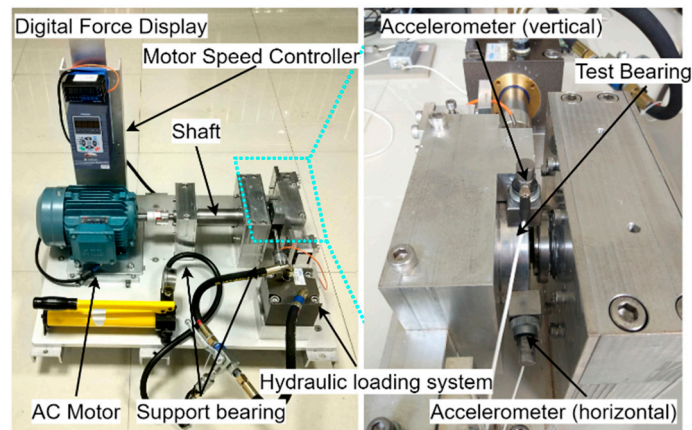 Digital Force Display
Motor Speed Controller
Shaft
AC Motor
Support bearing
Hydraulic loading system
Accelerometer (vertical)
Test Bearing
Accelerometer (horizontal)